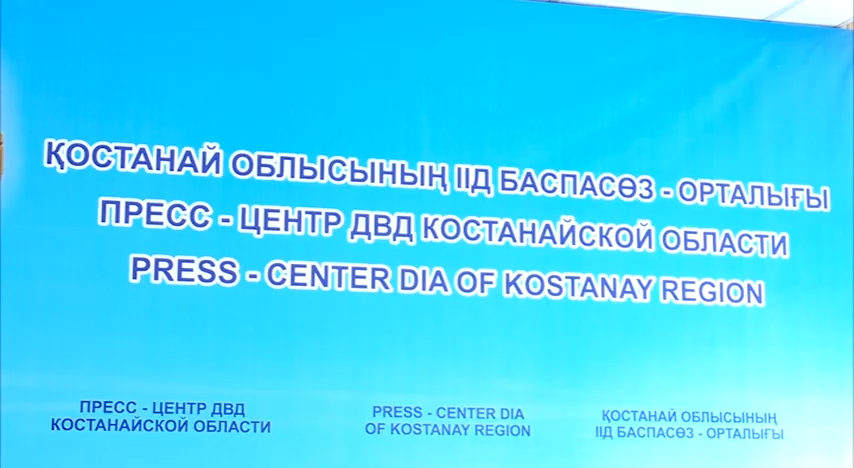 ҚОСТАНАЙ ОБЛЫСЫНЫҢ ІІД БАСПАСӨЗ - ОРТАЛЫҒЫ
ПРЕСС - ЦЕНТР ДВД КОСТАНАЙСКОЙ ОБЛАСТИ
PRESS - CENTER DIA OF KOSTANAY REGION
ПРЕСС - ЦЕНТР ДВД
КОСТАНАЙСКОЙ ОБЛАСТИ
PRESS - CENTER DIA
OF KOSTANAY REGION
ҚОСТАНАЙ ОБЛЫСЫНЫҢ
ІІД БАСПАСӨЗ - ОРТАЛЫҒЫ